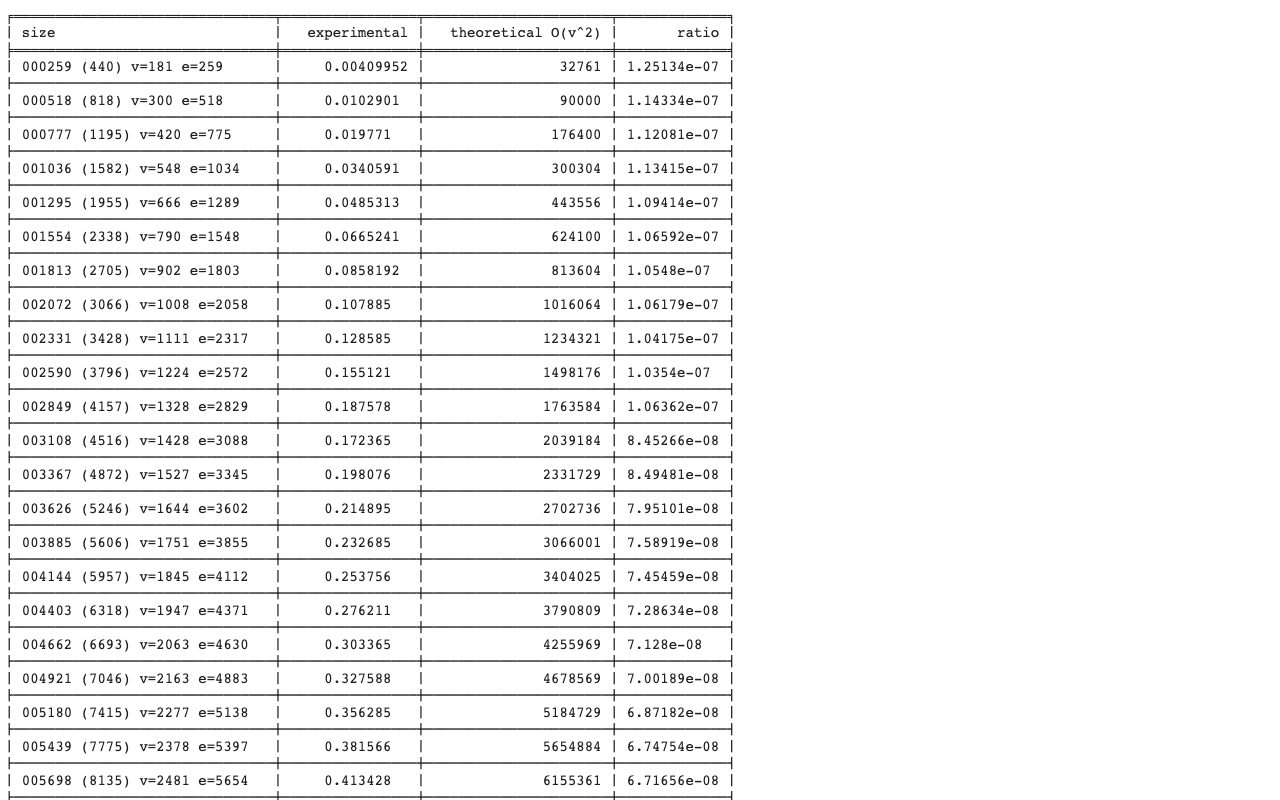 size experimental theoretical O(v^2) ratio
000259 (440) v=181 e=259 0.00409952 32761 1.25134e-07
000518 (818) v=300 e=518 0.0102901 90000 1.14334e-07
000777 (1195) v=420 e=775 0.019771 176400 1.12081e-07
001036 (1582) v=548 e=1034 0.0340591 300304 1.13415e-07
001295 (1955) v=666 e=1289 0.0485313 443556 1.09414e-07
001554 (2338) v=790 e=1548 0.0665241 624100 1.06592e-07
001813 (2705) v=902 e=1803 0.0858192 813604 1.0548e-07
002072 (3066) v=1008 e=2058 0.107885 1016064 1.06179e-07
002331 (3428) v=1111 e=2317 0.128585 1234321 1.04175e-07
002590 (3796) v=1224 e=2572 0.155121 1498176 1.0354e-07
002849 (4157) v=1328 e=2829 0.187578 1763584 1.06362e-07
003108 (4516) v=1428 e=3088 0.172365 2039184 8.45266e-08
003367 (4872) v=1527 e=3345 0.198076 2331729 8.49481e-08
003626 (5246) v=1644 e=3602 0.214895 2702736 7.95101e-08
003885 (5606) v=1751 e=3855 0.232685 3066001 7.58919e-08
004144 (5957) v=1845 e=4112 0.253756 3404025 7.45459e-08
004403 (6318) v=1947 e=4371 0.276211 3790809 7.28634e-08
004662 (6693) v=2063 e=4630 0.303365 4255969 7.128e-08
004921 (7046) v=2163 e=4883 0.327588 4678569 7.00189e-08
005180 (7415) v=2277 e=5138 0.356285 5184729 6.87182e-08
005439 (7775) v=2378 e=5397 0.381566 5654884 6.74754e-08
005698 (8135) v=2481 e=5654 0.413428 6155361 6.71656e-08